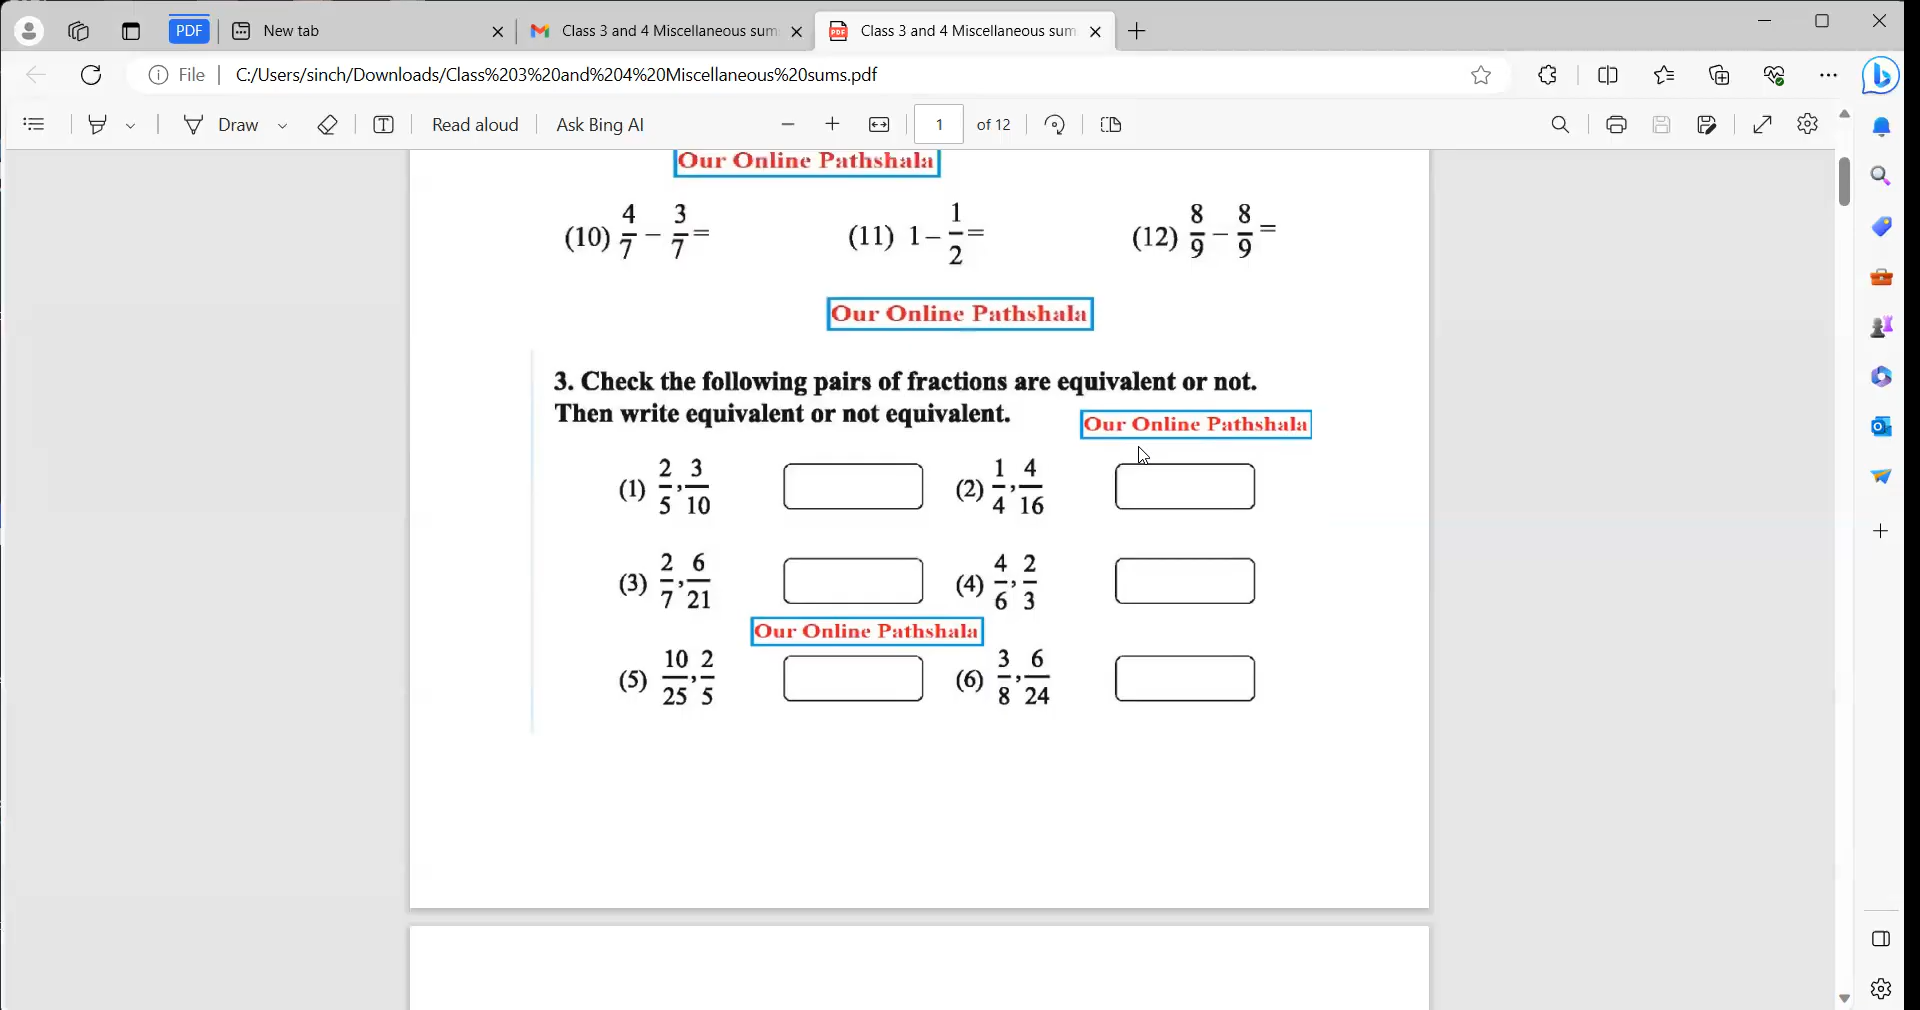 PDF
New tab
Class 3 and 4 Miscellaneous sum
Class 3 and 4 Miscellaneous sum
File
C:/Users/sinch/Downloads/Class%203%20and%204%20Miscellaneous%20sums.pdf
Draw
Read aloud
Ask Bing AI
1 of 12
Our Online Pathshala
(10) 4/7 − 3/7 =
(11) 1 − 1/2 =
(12) 8/9 − 8/9 =
Our Online Pathshala
3. Check the following pairs of fractions are equivalent or not.
Then write equivalent or not equivalent.
Our Online Pathshala
(1) 2/5, 3/10
(2) 1/4, 4/16
(3) 2/7, 6/21
(4) 4/6, 2/3
Our Online Pathshala
(5) 10/25, 2/5
(6) 3/8, 6/24